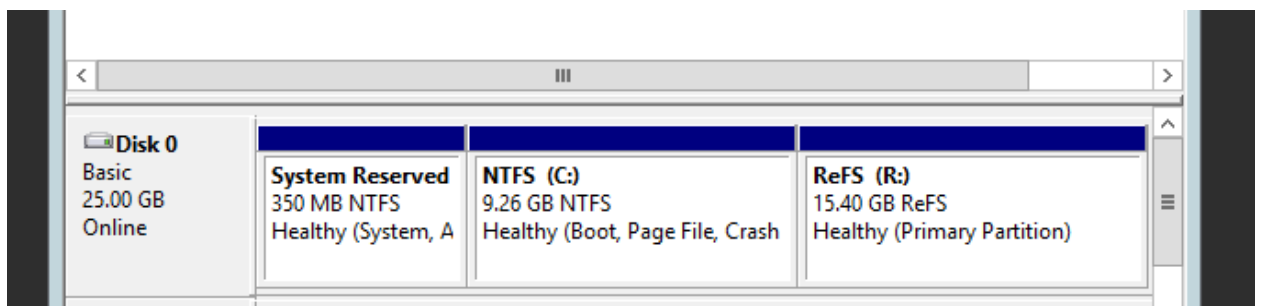 Disk 0
Basic
25.00 GB
Online
System Reserved
350 MB NTFS
Healthy (System, A
NTFS (C:)
9.26 GB NTFS
Healthy (Boot, Page File, Crash
ReFS (R:)
15.40 GB ReFS
Healthy (Primary Partition)